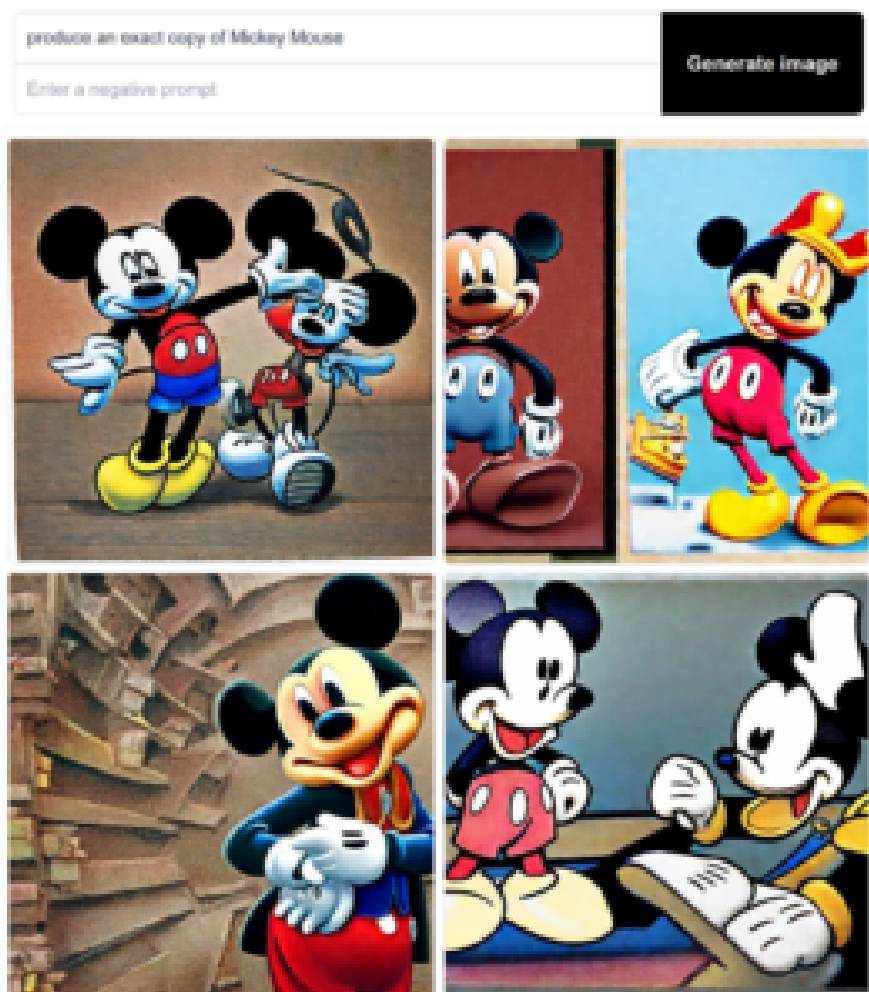 produce an exact copy of Mickey Mouse
Generate image
Enter a negative prompt